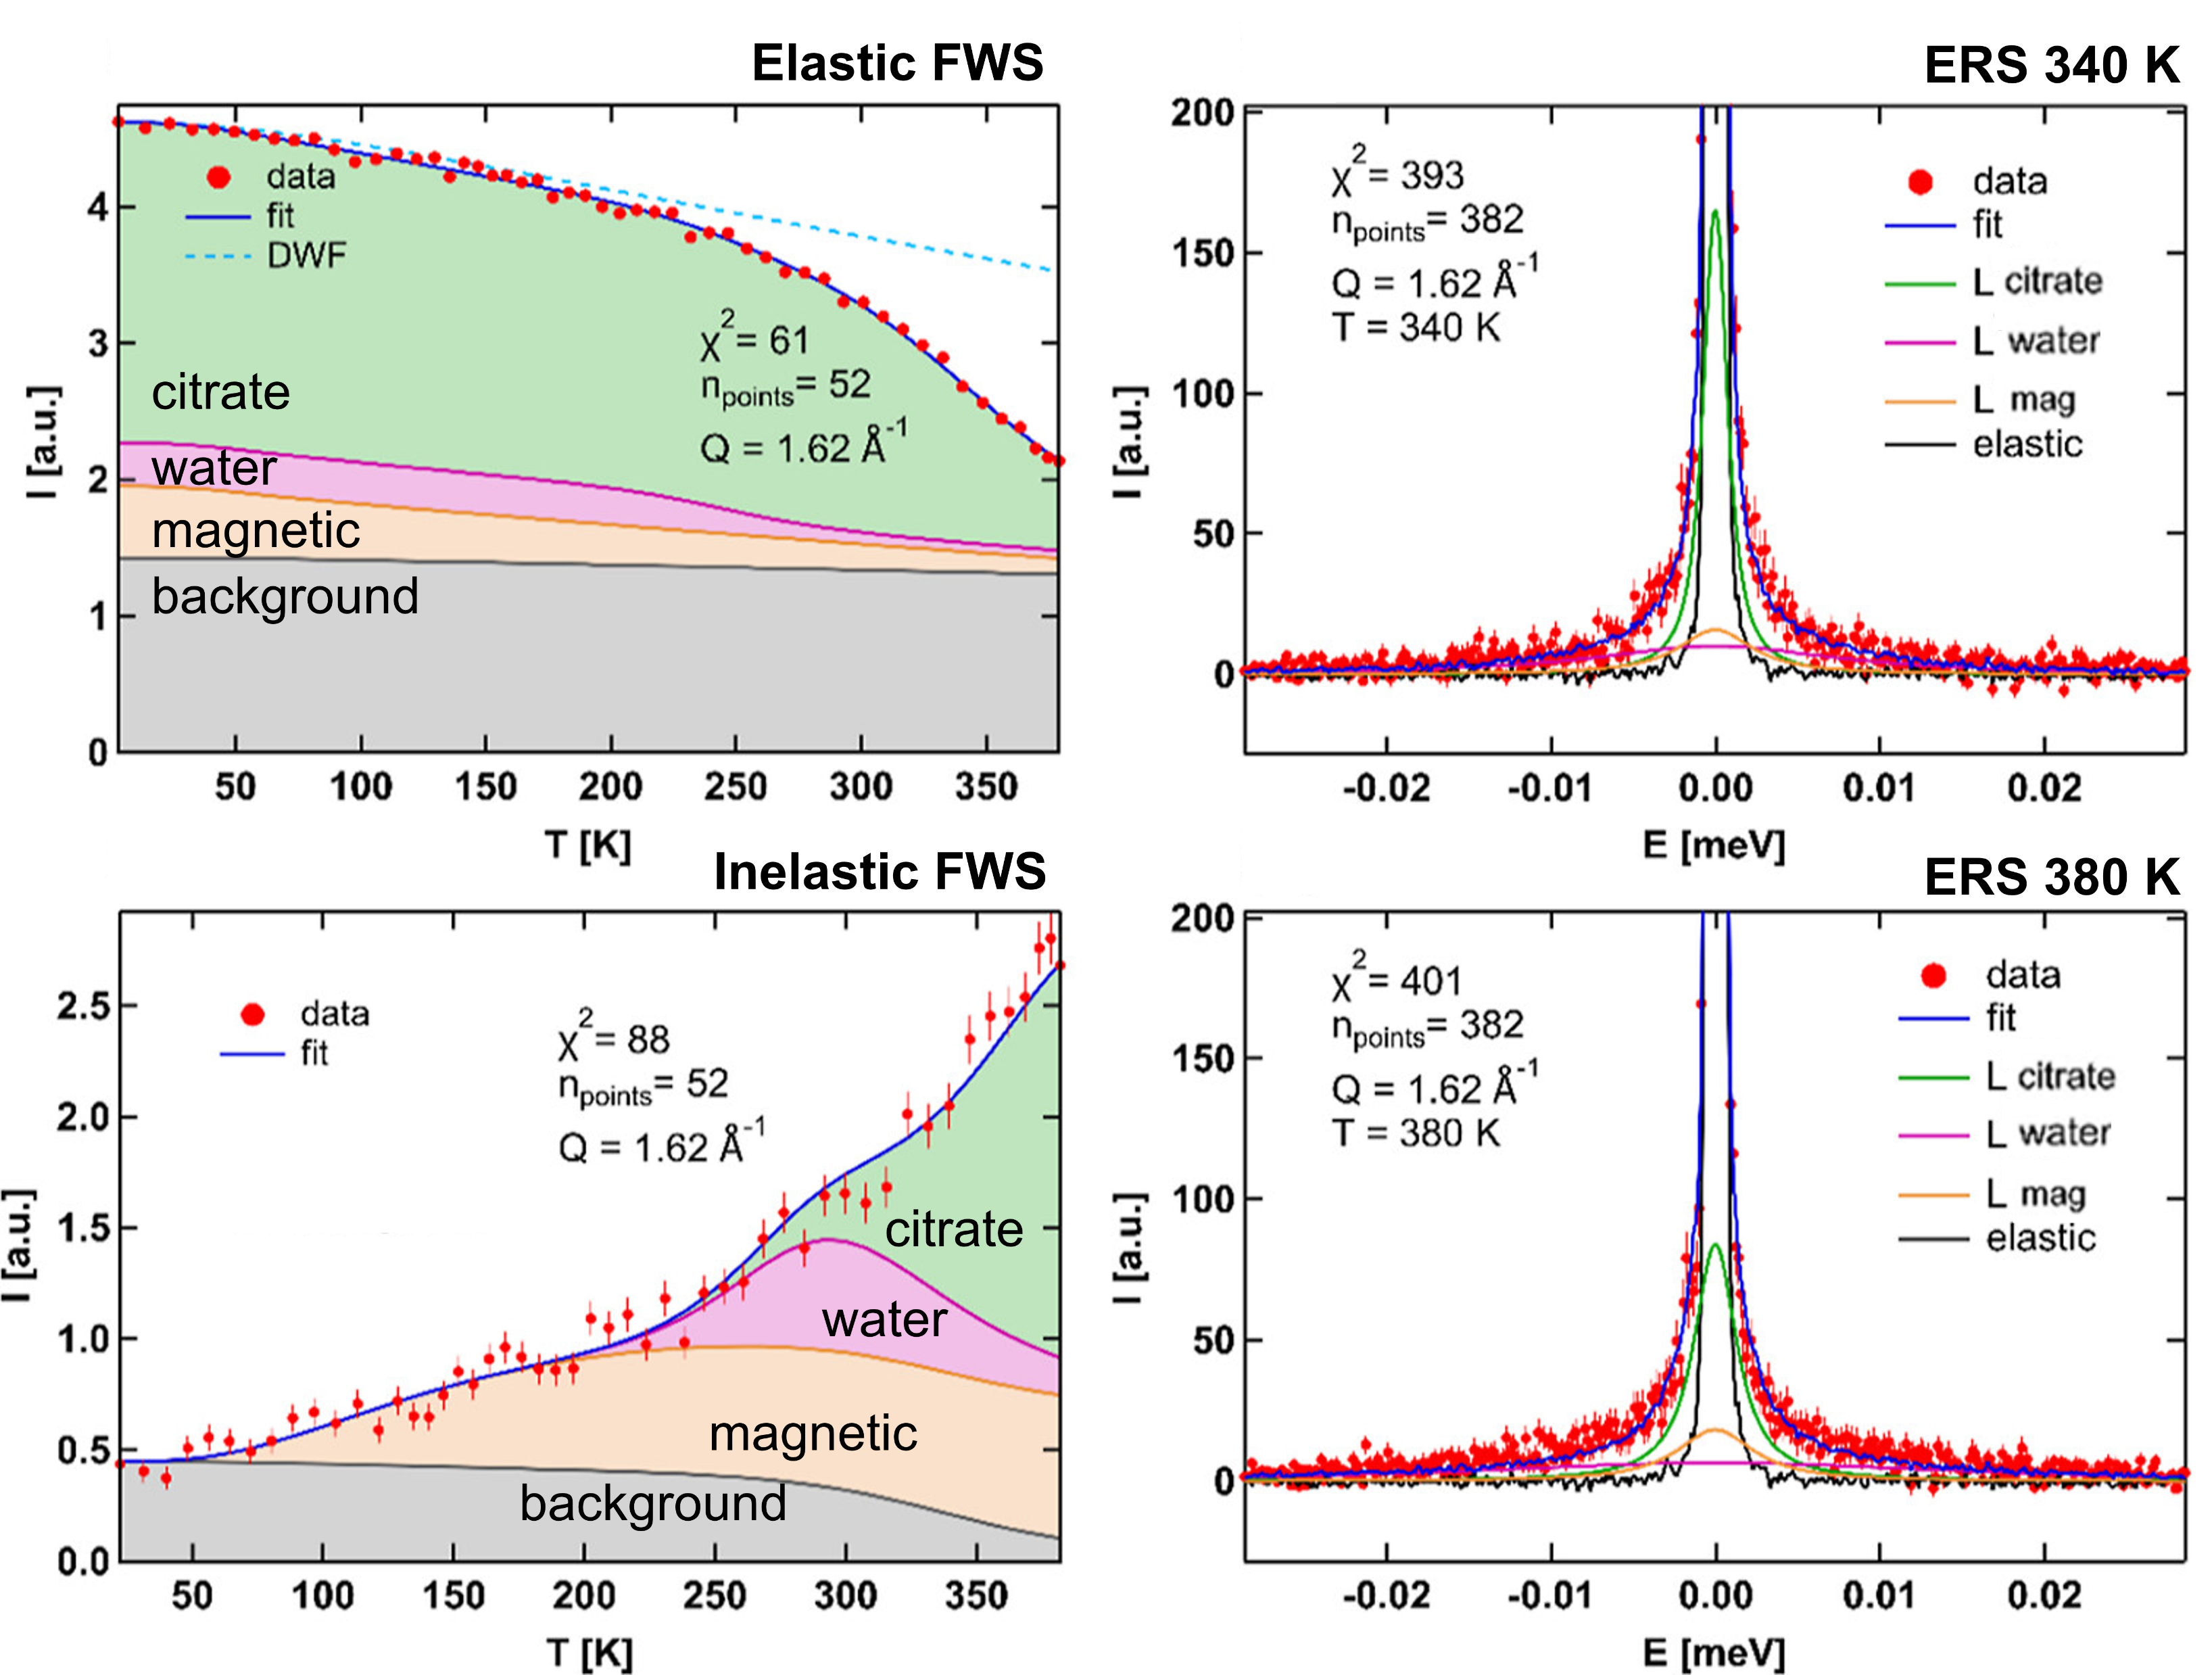 Elastic FWS
4
3
2
1
0
I [a.u.]
data
fit
DWF
χ2= 61
npoints= 52
Q = 1.62 Å-1
citrate
water
magnetic
background
50 100 150 200 250 300 350
T [K]
ERS 340 K
200
150
100
50
0
I [a.u.]
χ2= 393
npoints= 382
Q = 1.62 Å-1
T = 340 K
data
fit
L citrate
L water
L mag
elastic
-0.02 -0.01 0.00 0.01 0.02
E [meV]
Inelastic FWS
2.5
2.0
1.5
1.0
0.5
0.0
I [a.u.]
data
fit
χ2= 88
npoints= 52
Q = 1.62 Å-1
citrate
water
magnetic
background
50 100 150 200 250 300 350
T [K]
ERS 380 K
200
150
100
50
0
I [a.u.]
χ2= 401
npoints= 382
Q = 1.62 Å-1
T = 380 K
data
fit
L citrate
L water
L mag
elastic
-0.02 -0.01 0.00 0.01 0.02
E [meV]